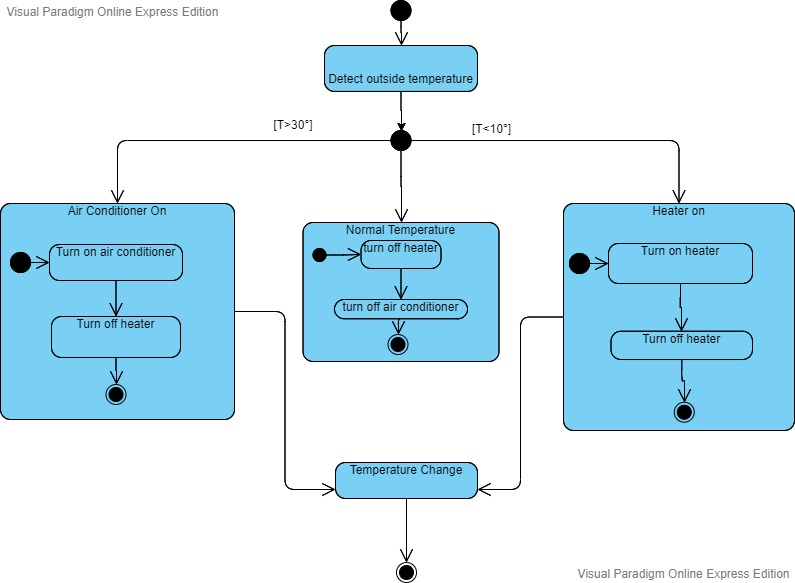 Visual Paradigm Online Express Edition
Detect outside temperature
[T>30°]
[T<10°]
Air Conditioner On
Turn on air conditioner
Turn off heater
Normal Temperature
turn off heater
turn off air conditioner
Heater on
Turn on heater
Turn off heater
Temperature Change
Visual Paradigm Online Express Edition